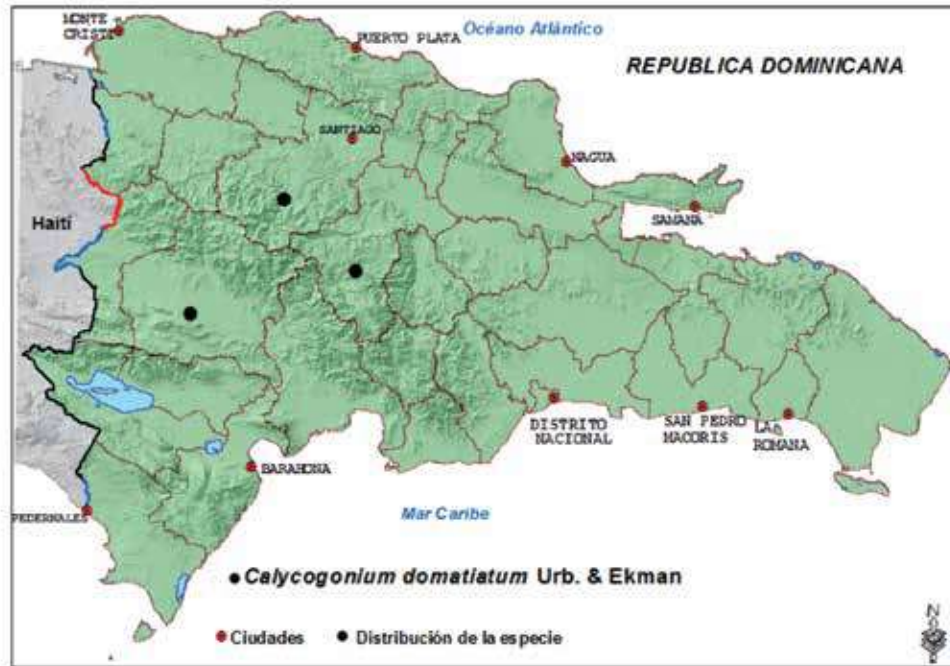 MONTE
CRISTI
PUERTO PLATA
Océano Atlántico
REPUBLICA DOMINICANA
SANTIAGO
NAGUA
SAMANA
Haití
DISTRITO
NACIONAL
SAN PEDRO
MACORIS
LA
ROMANA
BARAHONA
PEDERNALES
Mar Caribe
Calycogonium domatiatum Urb. & Ekman
Ciudades
Distribución de la especie
N